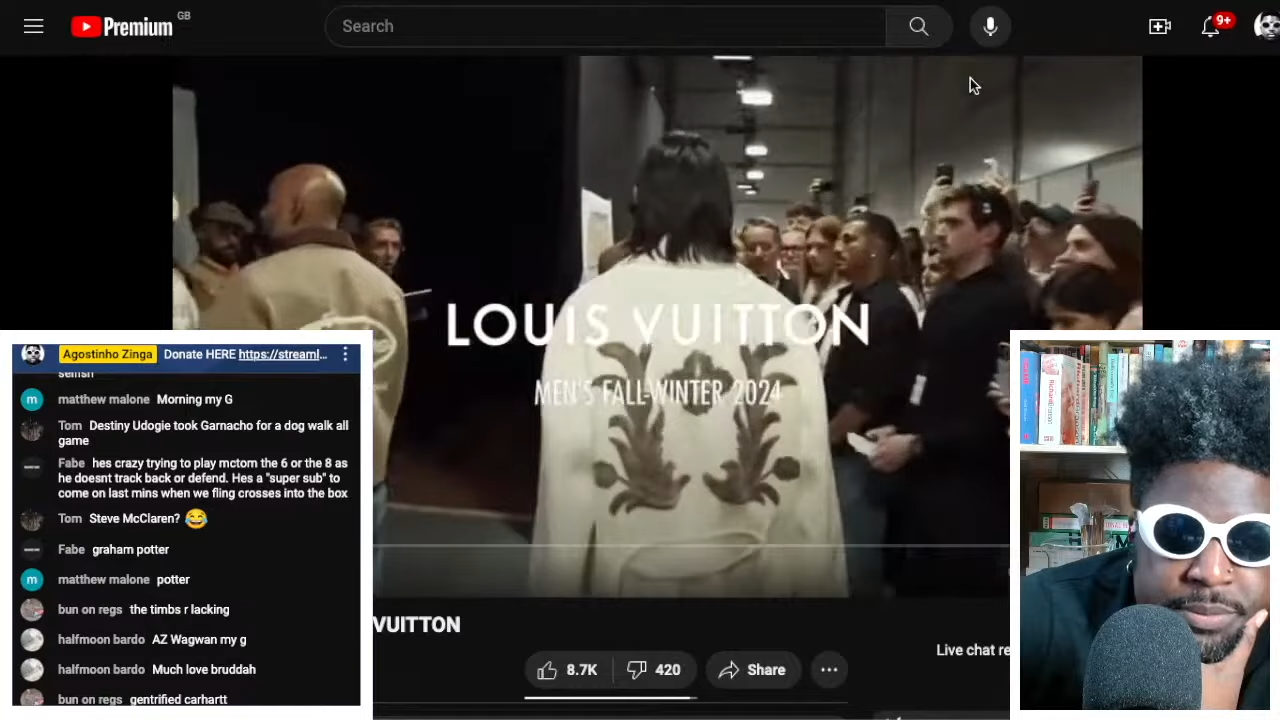 Premium GB
Search
9+
LOUIS VUITTON
MEN'S FALL-WINTER 2024
Agostinho Zinga Donate HERE https://streaml...
selfish
matthew malone Morning my G
Tom Destiny Udogie took Garnacho for a dog walk all
game
Fabe hes crazy trying to play mctom the 6 or the 8 as
he doesnt track back or defend. Hes a "super sub" to
come on last mins when we fling crosses into the box
Tom Steve McClaren? 😂
Fabe graham potter
m
matthew malone potter
bun on regs the timbs r lacking
halfmoon bardo AZ Wagwan my g
halfmoon bardo Much love bruddah
bun on regs gentrified carhartt
VUITTON
Live chat re
8.7K
420
Share